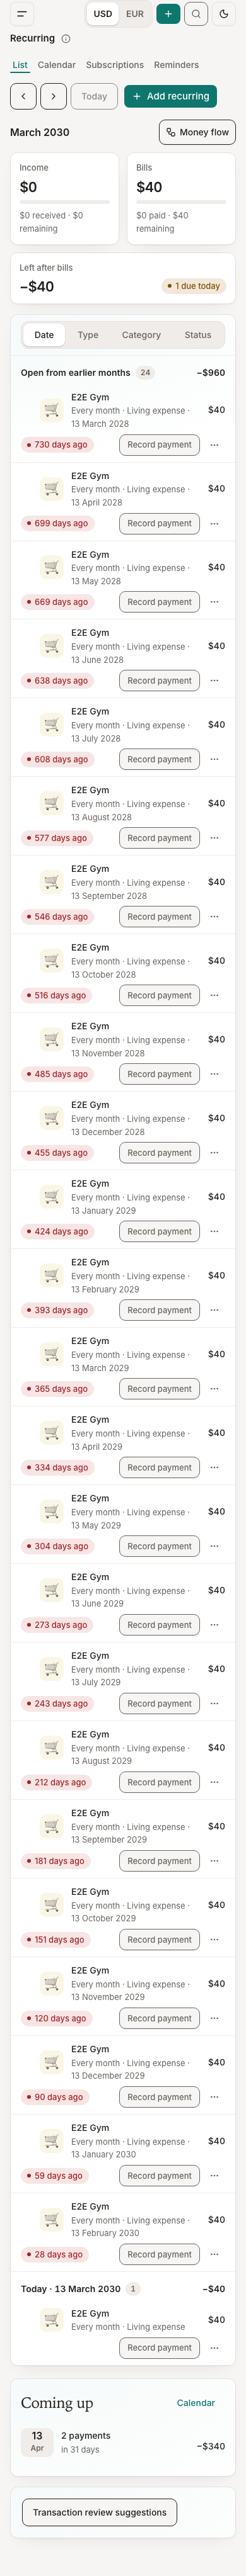 USD EUR
Recurring
List Calendar Subscriptions Reminders
Today Add recurring
March 2030 Money flow
Income
$0
$0 received · $0
remaining
Bills
$40
$0 paid · $40
remaining
Left after bills
−$40 1 due today
Date Type Category Status
Open from earlier months 24 −$960
E2E Gym
Every month · Living expense · $40
13 March 2028
730 days ago Record payment
E2E Gym
Every month · Living expense · $40
13 April 2028
699 days ago Record payment
E2E Gym
Every month · Living expense · $40
13 May 2028
669 days ago Record payment
E2E Gym
Every month · Living expense · $40
13 June 2028
638 days ago Record payment
E2E Gym
Every month · Living expense · $40
13 July 2028
608 days ago Record payment
E2E Gym
Every month · Living expense · $40
13 August 2028
577 days ago Record payment
E2E Gym
Every month · Living expense · $40
13 September 2028
546 days ago Record payment
E2E Gym
Every month · Living expense · $40
13 October 2028
516 days ago Record payment
E2E Gym
Every month · Living expense · $40
13 November 2028
485 days ago Record payment
E2E Gym
Every month · Living expense · $40
13 December 2028
455 days ago Record payment
E2E Gym
Every month · Living expense · $40
13 January 2029
424 days ago Record payment
E2E Gym
Every month · Living expense · $40
13 February 2029
393 days ago Record payment
E2E Gym
Every month · Living expense · $40
13 March 2029
365 days ago Record payment
E2E Gym
Every month · Living expense · $40
13 April 2029
334 days ago Record payment
E2E Gym
Every month · Living expense · $40
13 May 2029
304 days ago Record payment
E2E Gym
Every month · Living expense · $40
13 June 2029
273 days ago Record payment
E2E Gym
Every month · Living expense · $40
13 July 2029
243 days ago Record payment
E2E Gym
Every month · Living expense · $40
13 August 2029
212 days ago Record payment
E2E Gym
Every month · Living expense · $40
13 September 2029
181 days ago Record payment
E2E Gym
Every month · Living expense · $40
13 October 2029
151 days ago Record payment
E2E Gym
Every month · Living expense · $40
13 November 2029
120 days ago Record payment
E2E Gym
Every month · Living expense · $40
13 December 2029
90 days ago Record payment
E2E Gym
Every month · Living expense · $40
13 January 2030
59 days ago Record payment
E2E Gym
Every month · Living expense · $40
13 February 2030
28 days ago Record payment
Today · 13 March 2030 1 −$40
E2E Gym
Every month · Living expense $40
Record payment
Coming up Calendar
13 2 payments
Apr in 31 days −$340
Transaction review suggestions